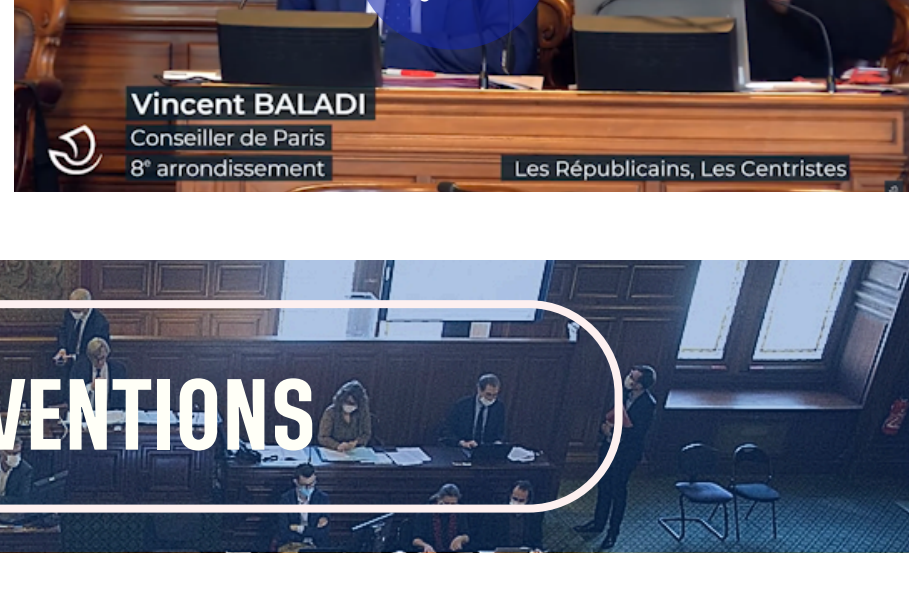 Vincent BALADI
Conseiller de Paris
8e arrondissement
Les Républicains, Les Centristes
VENTIONS